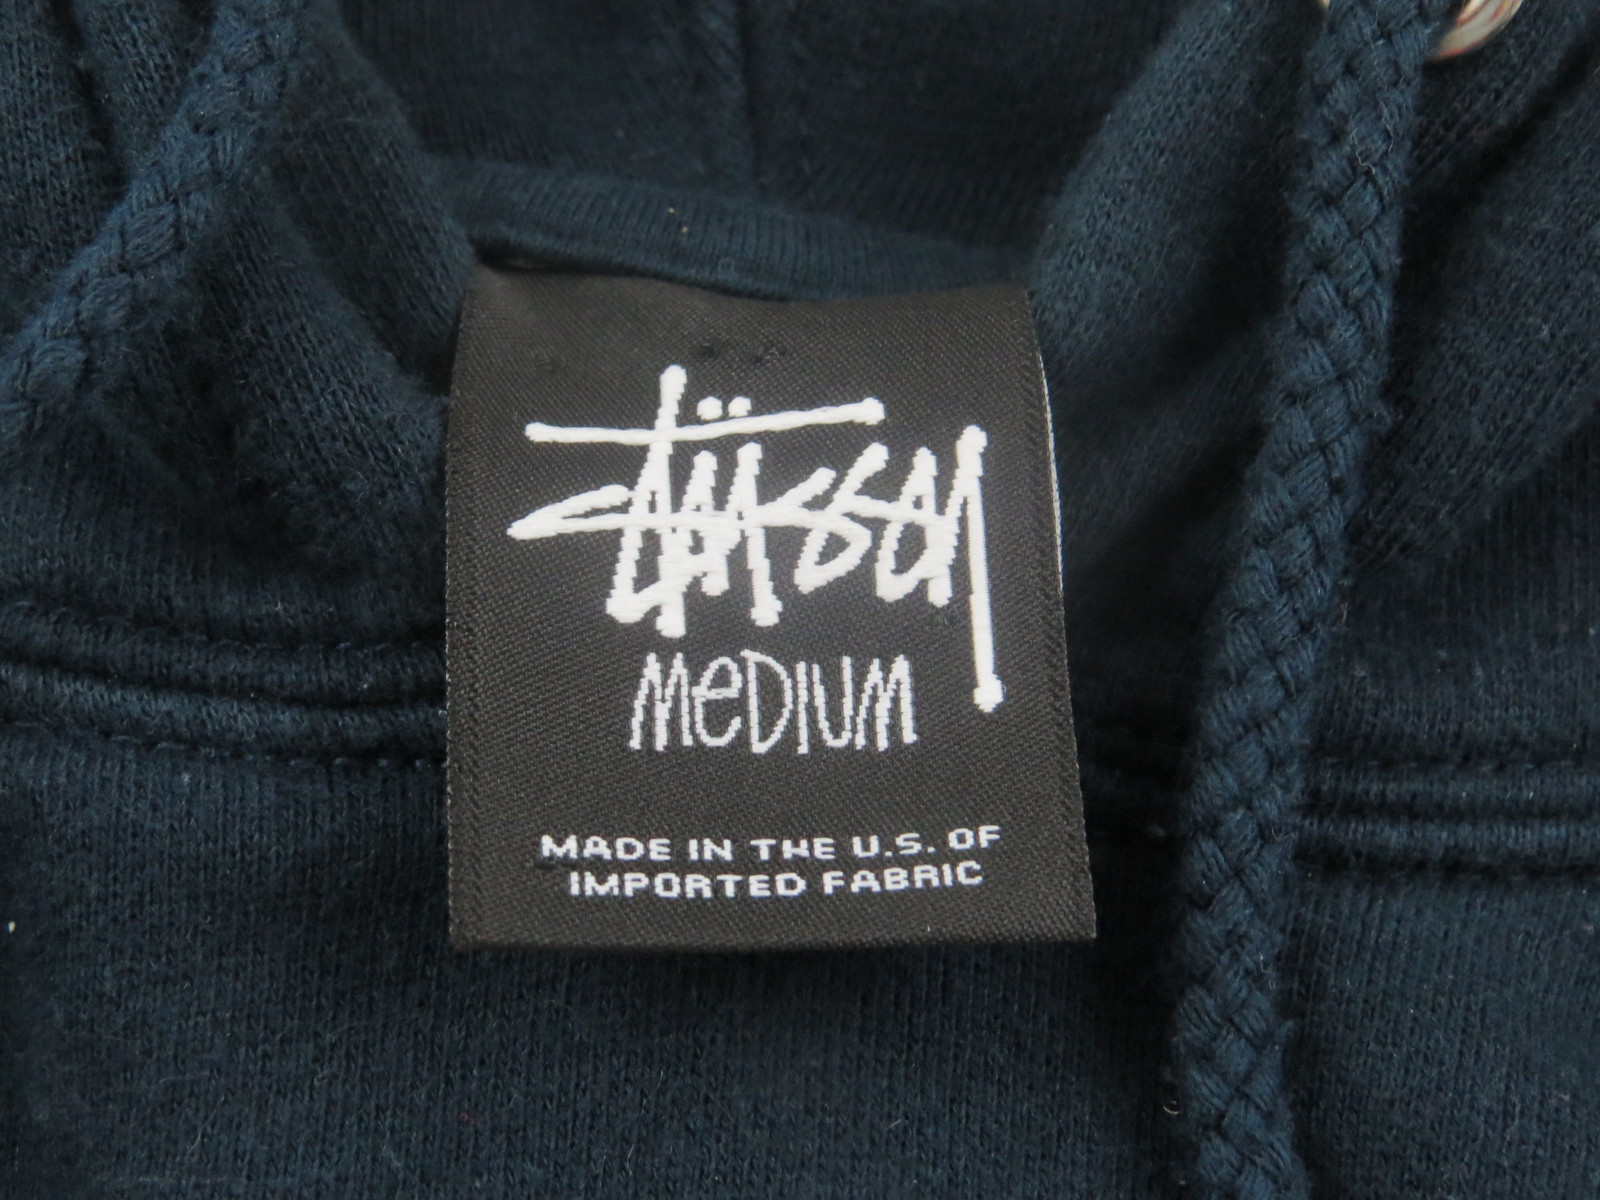 Stüssy
MeDIUM
MADE IN THE U.S. OF
IMPORTED FABRIC